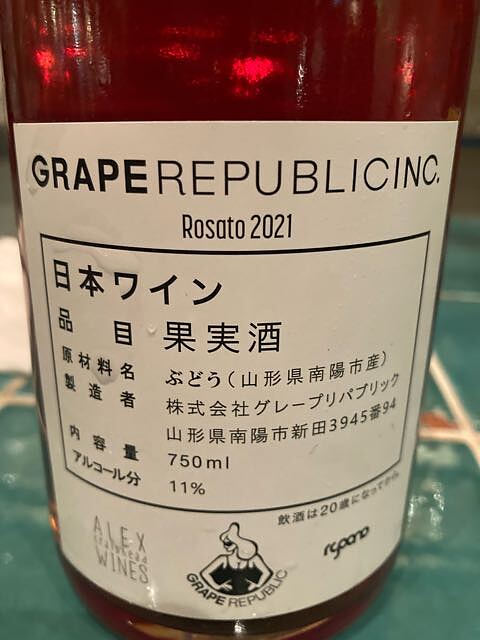 GRAPE REPUBLIC INC.
Rosato 2021
日本ワイン
品目 果実酒
原材料名 ぶどう(山形県南陽市産)
製造者 株式会社グレープリパブリック
山形県南陽市新田3945番94
内容量 750ml
アルコール分 11%
飲酒は20歳になってから
ALEX
craighead
WINES
GRAPE REPUBLIC